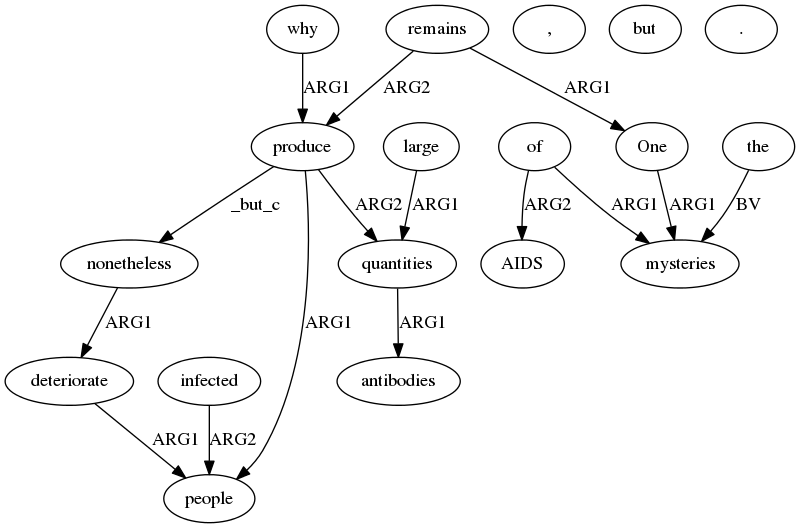 why remains , but .
ARG1 ARG2 ARG1
produce large of One the
_but_c ARG2 ARG1 ARG2 ARG1 ARG1 BV
nonetheless quantities AIDS mysteries
ARG1 ARG1 ARG1
deteriorate infected antibodies
ARG1 ARG2
people